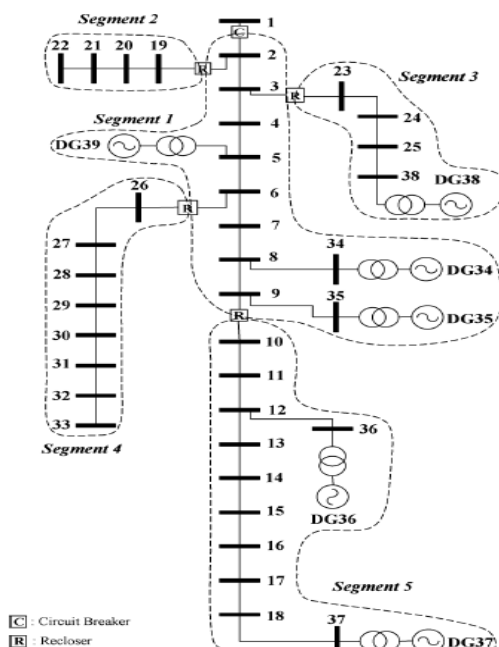 Segment 2
1
C
22 21 20 19
R
2
Segment 3
23
3
R
Segment 1
4
24
DG39
5
25
38
DG38
26
R
6
27
7
34
28
8
DG34
29
9
35
DG35
R
30
10
31
11
32
12
36
33
13
Segment 4
14
DG36
15
16
17
Segment 5
18
37
DG37
C : Circuit Breaker
R : Recloser